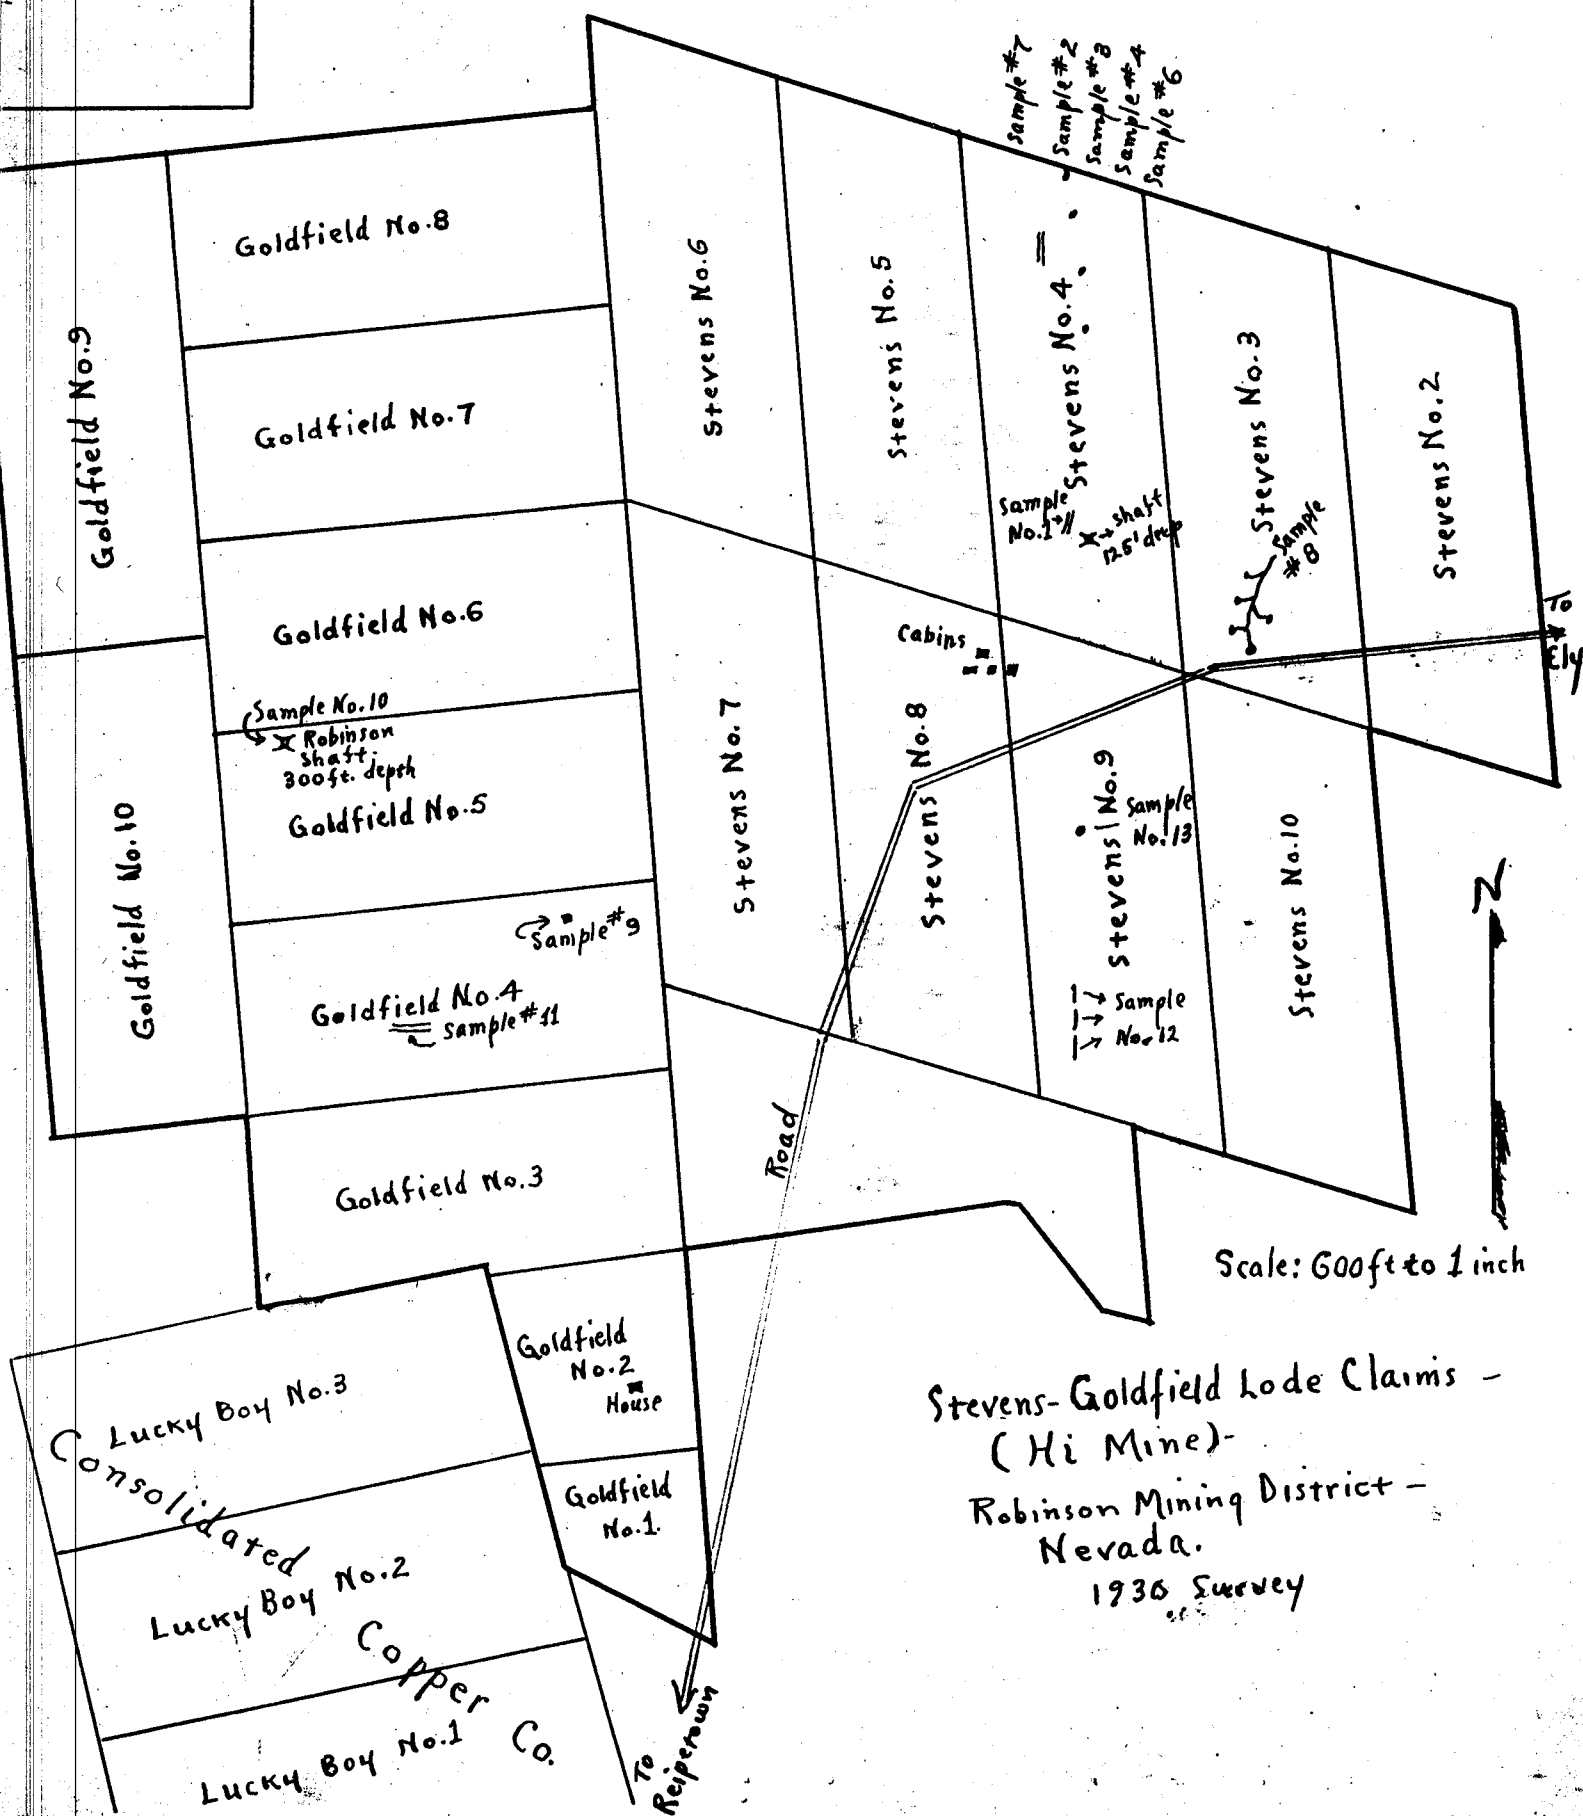 Sample #7
Sample #2
Sample #3
Sample #4
Sample #6
Goldfield No.8
Goldfield No.7
Goldfield No.9
Goldfield No.6
Sample No.10
Robinson
Shaft.
300ft. depth
Goldfield No.5
Goldfield No.10
Sample #9
Goldfield No.4
Sample #11
Goldfield No.3
Goldfield
No.2
House
Goldfield
No.1.
Stevens No.6
Stevens No.5
Stevens No.4
Sample
No.1
Shaft
125' deep
Stevens No.3
Sample
#8
Stevens No.2
To
Ely
Cabins
Stevens No.7
Stevens No.8
Stevens No.9
Sample
No.13
Sample
No.12
Stevens No.10
Road
N
Scale: 600ft to 1 inch
Lucky Boy No.3
Lucky Boy No.2
Lucky Boy No.1
Consolidated
Copper
Co.
To
Reipetown
Stevens-Goldfield Lode Claims -
(Hi Mine)-
Robinson Mining District -
Nevada.
Survey